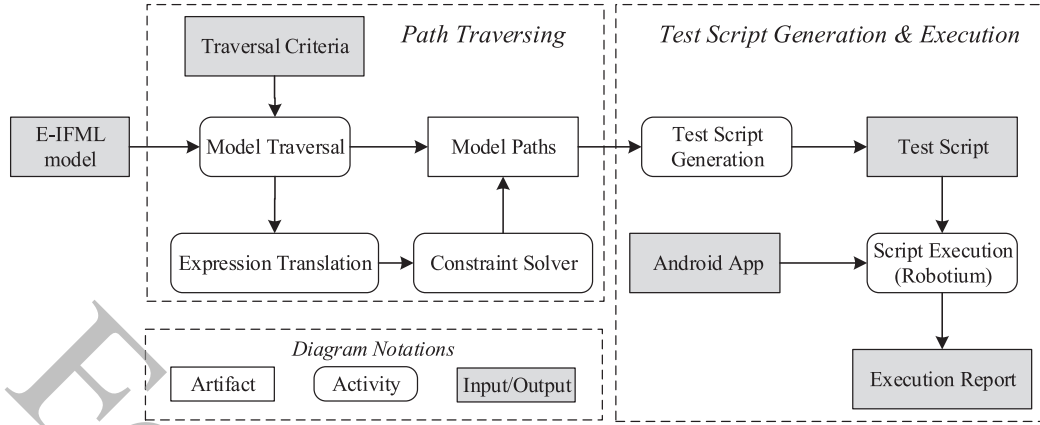 Path Traversing
Test Script Generation & Execution
Traversal Criteria
E-IFML
model
Model Traversal
Model Paths
Test Script
Generation
Test Script
Expression Translation
Constraint Solver
Android App
Script Execution
(Robotium)
Diagram Notations
Artifact
Activity
Input/Output
Execution Report